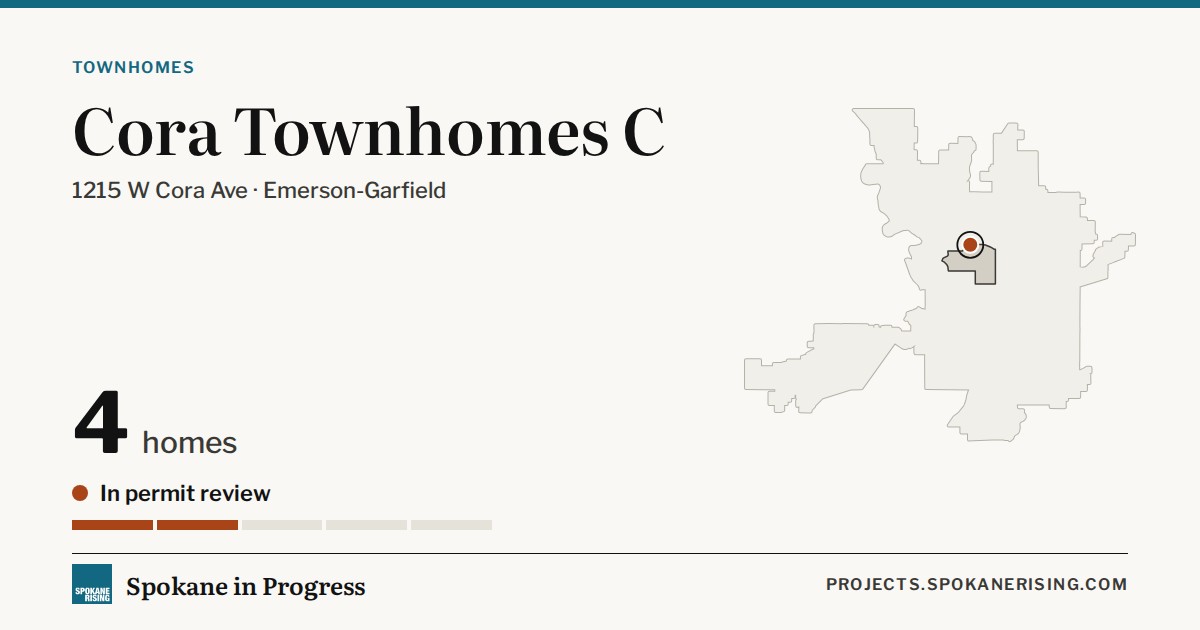 TOWNHOMES
Cora Townhomes C
1215 W Cora Ave · Emerson-Garfield
4 homes
In permit review
SPOKANE
RISING
Spokane in Progress
PROJECTS.SPOKANERISING.COM